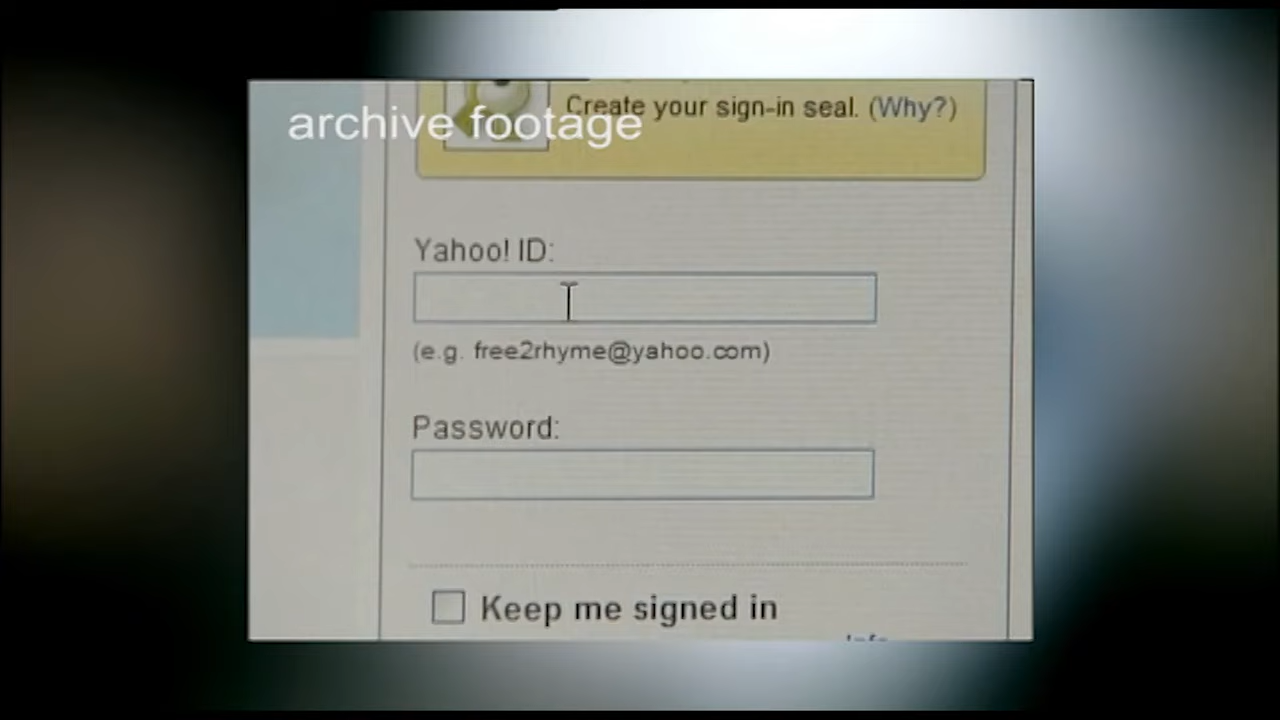 Create your sign-in seal. (Why?)
archive footage
Yahoo! ID:
(e.g. free2rhyme@yahoo.com)
Password:
Keep me signed in